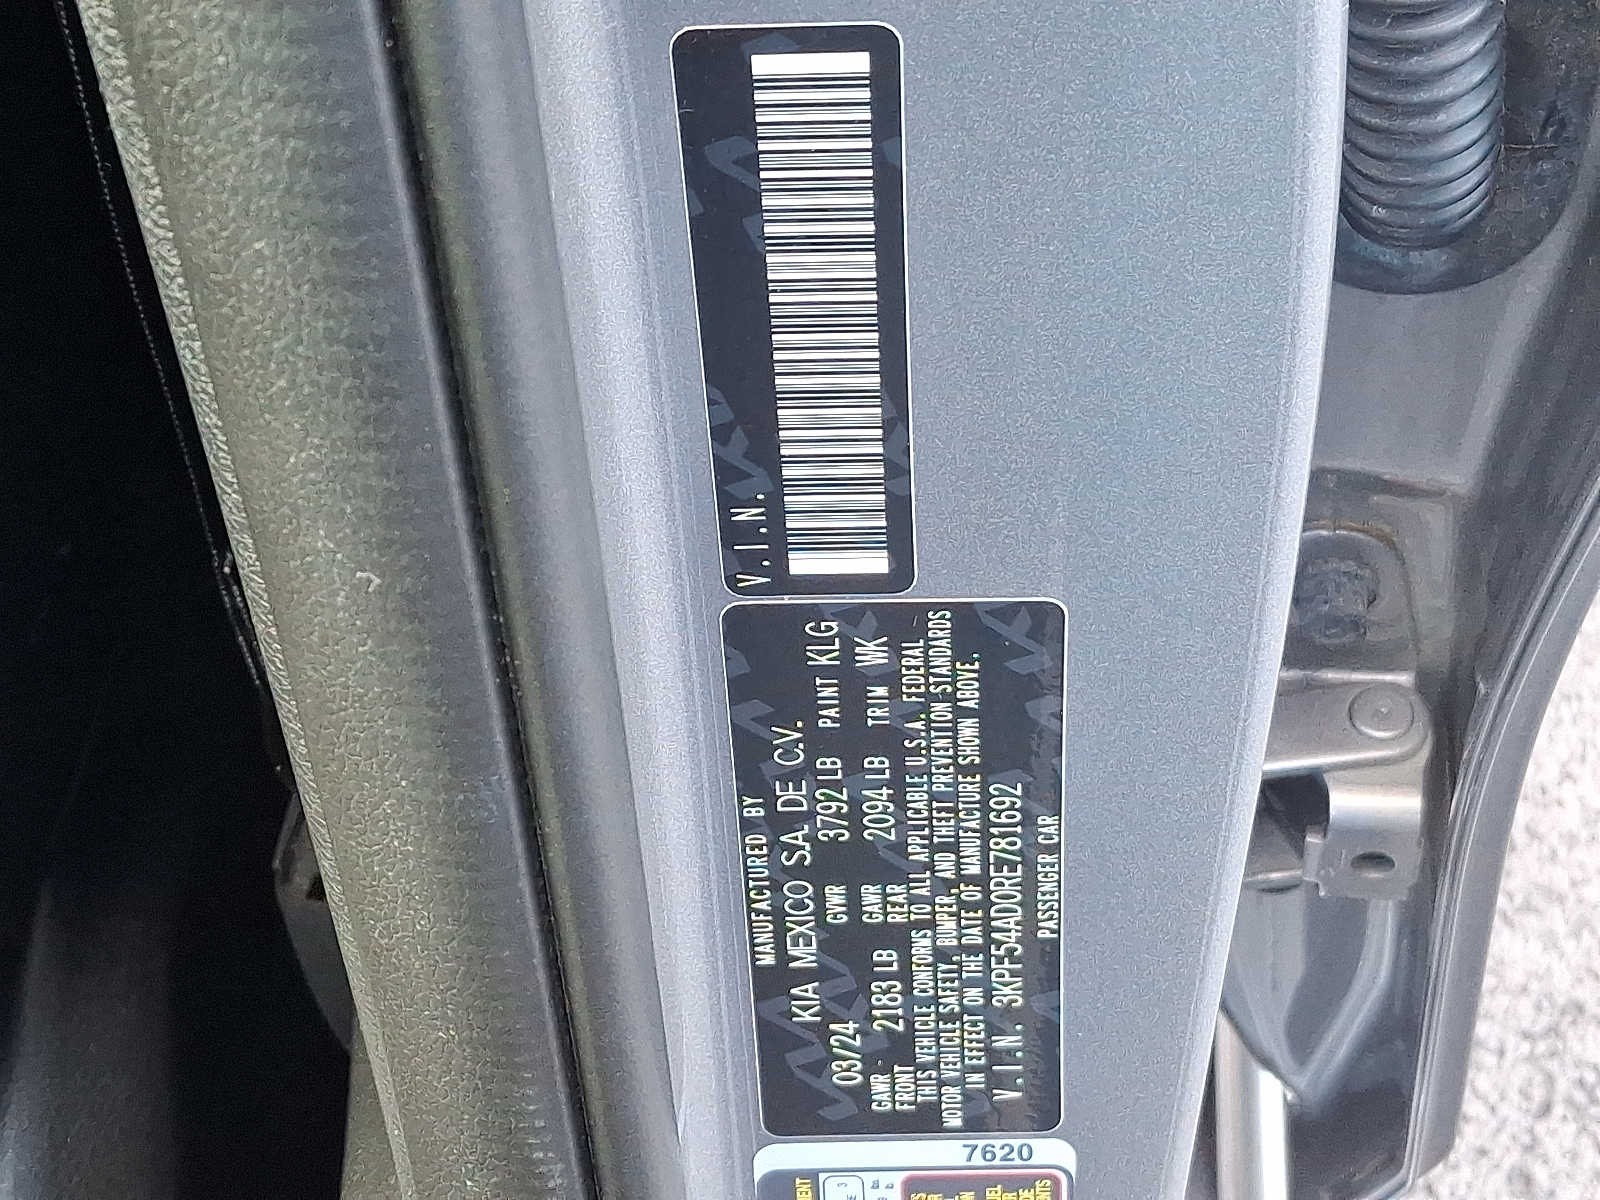 V.I.N.
MANUFACTURED BY
KIA MEXICO S.A. DE C.V.
03/24 GVWR 3792 LB PAINT KLG
GAWR FRONT - 2183 LB GAWR REAR 2094 LB TRIM WK
THIS VEHICLE CONFORMS TO ALL APPLICABLE U.S.A. FEDERAL
MOTOR VEHICLE SAFETY, BUMPER, AND THEFT PREVENTION STANDARDS
IN EFFECT ON THE DATE OF MANUFACTURE SHOWN ABOVE.
V.I.N. 3KPF54AD0RE781692
PASSENGER CAR
7620